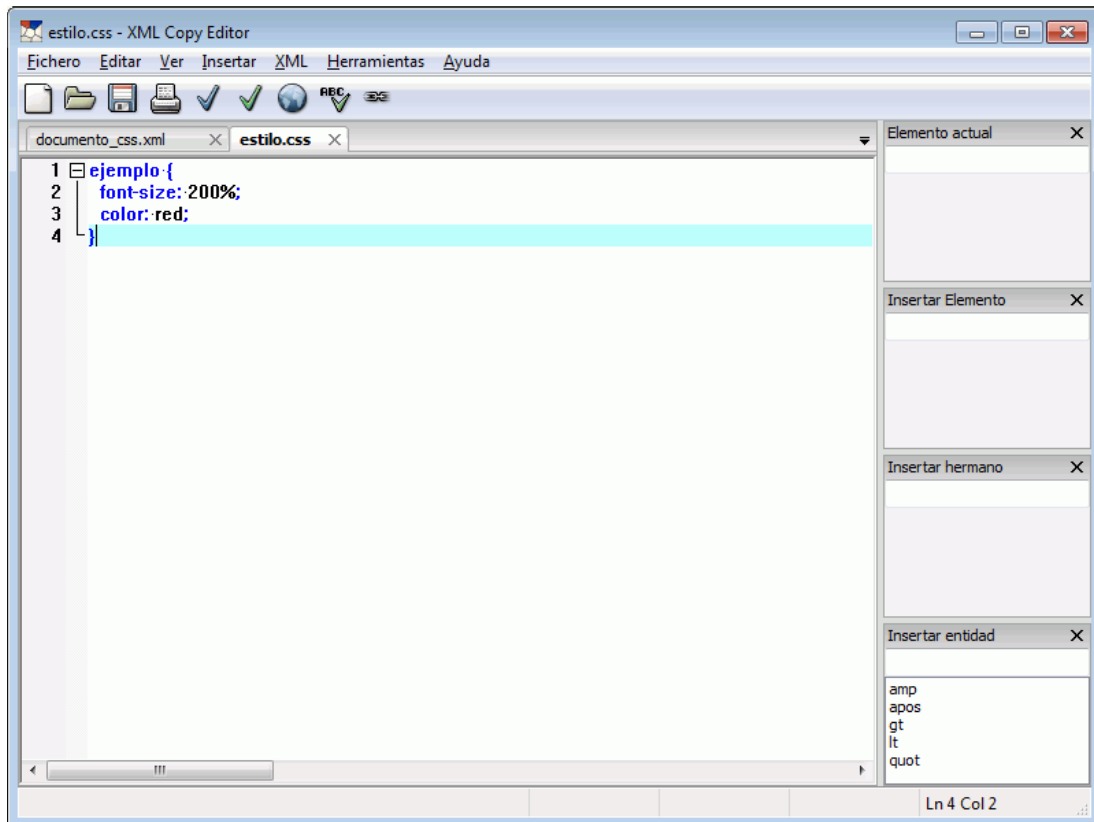 estilo.css - XML Copy Editor
Fichero Editar Ver Insertar XML Herramientas Ayuda
ABC
documento_css.xml estilo.css
1 ejemplo {
2 font-size: 200%;
3 color: red;
4 }
Elemento actual
Insertar Elemento
Insertar hermano
Insertar entidad
amp
apos
gt
lt
quot
Ln 4 Col 2